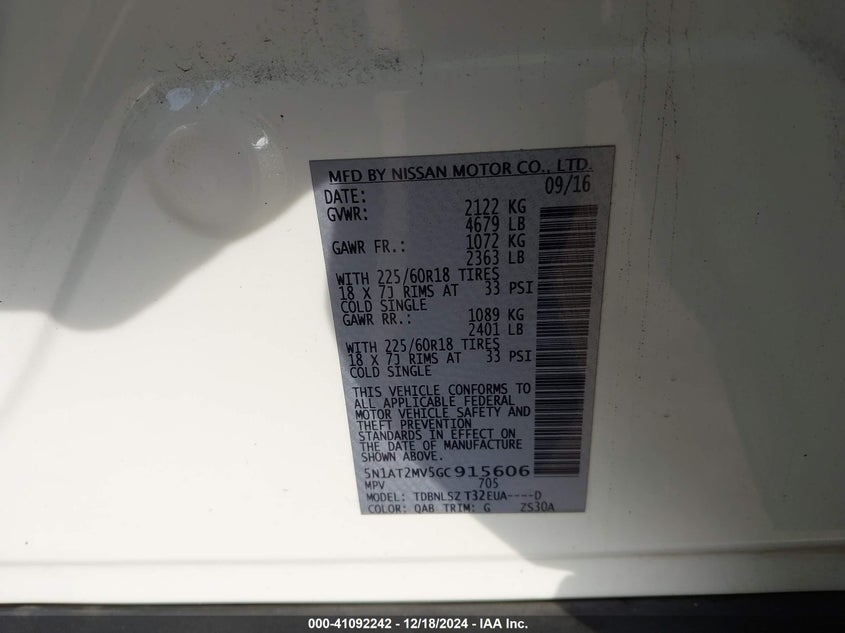 MFD BY NISSAN MOTOR CO., LTD.
DATE: 09/16
GVWR: 2122 KG
4679 LB
GAWR FR.: 1072 KG
2363 LB
WITH 225/60R18 TIRES
18 X 7J RIMS AT 33 PSI
COLD SINGLE
GAWR RR.: 1089 KG
2401 LB
WITH 225/60R18 TIRES
18 X 7J RIMS AT 33 PSI
COLD SINGLE
THIS VEHICLE CONFORMS TO
ALL APPLICABLE FEDERAL
MOTOR VEHICLE SAFETY AND
THEFT PREVENTION
STANDARDS IN EFFECT ON
THE DATE OF MANUFACTURE
SHOWN ABOVE.
5N1AT2MV5GC915606
MPV 705
MODEL: TDBNLSZ T32EUA----D
COLOR: QAB TRIM: G ZS30A
000-41092242 - 12/18/2024 - IAA Inc.